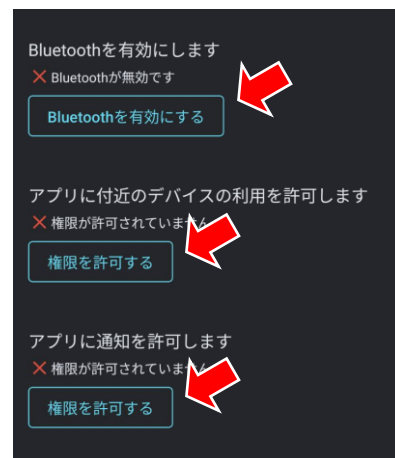 Bluetoothを有効にします
❌ Bluetoothが無効です
Bluetoothを有効にする
アプリに付近のデバイスの利用を許可します
❌ 権限が許可されていません
権限を許可する
アプリに通知を許可します
❌ 権限が許可されていません
権限を許可する